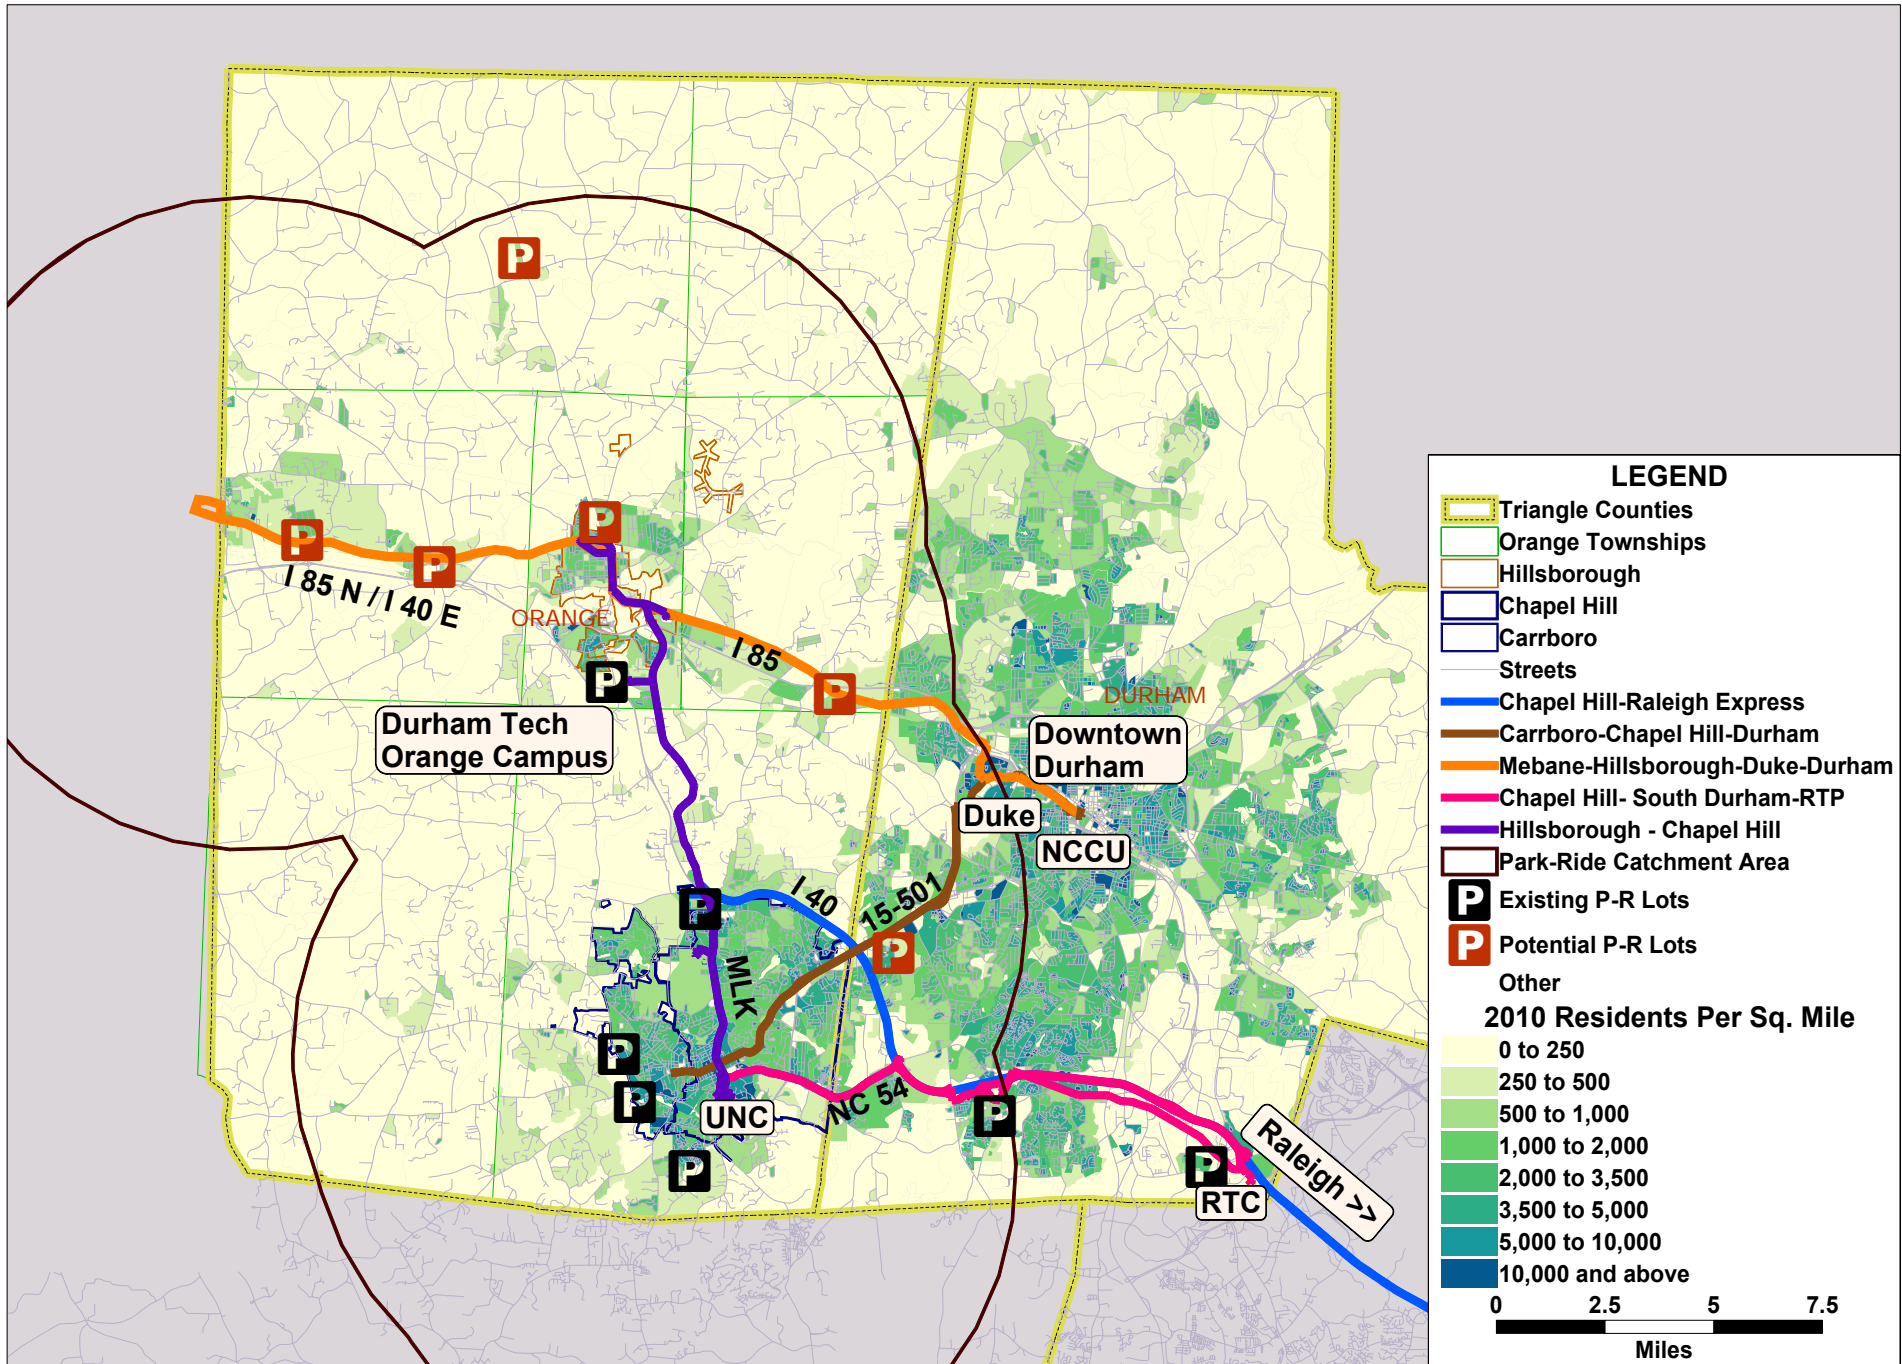 P
P
P
P
I 85 N / I 40 E
ORANGE
I 85
P
P
DURHAM
Durham Tech
Orange Campus
Downtown
Durham
Duke
NCCU
P
I 40
15-501
P
MLK
P
P
UNC
NC 54
P
P
P
RTC
Raleigh >>
LEGEND
Triangle Counties
Orange Townships
Hillsborough
Chapel Hill
Carrboro
Streets
Chapel Hill-Raleigh Express
Carrboro-Chapel Hill-Durham
Mebane-Hillsborough-Duke-Durham
Chapel Hill- South Durham-RTP
Hillsborough - Chapel Hill
Park-Ride Catchment Area
P Existing P-R Lots
P Potential P-R Lots
Other
2010 Residents Per Sq. Mile
0 to 250
250 to 500
500 to 1,000
1,000 to 2,000
2,000 to 3,500
3,500 to 5,000
5,000 to 10,000
10,000 and above
0 2.5 5 7.5
Miles